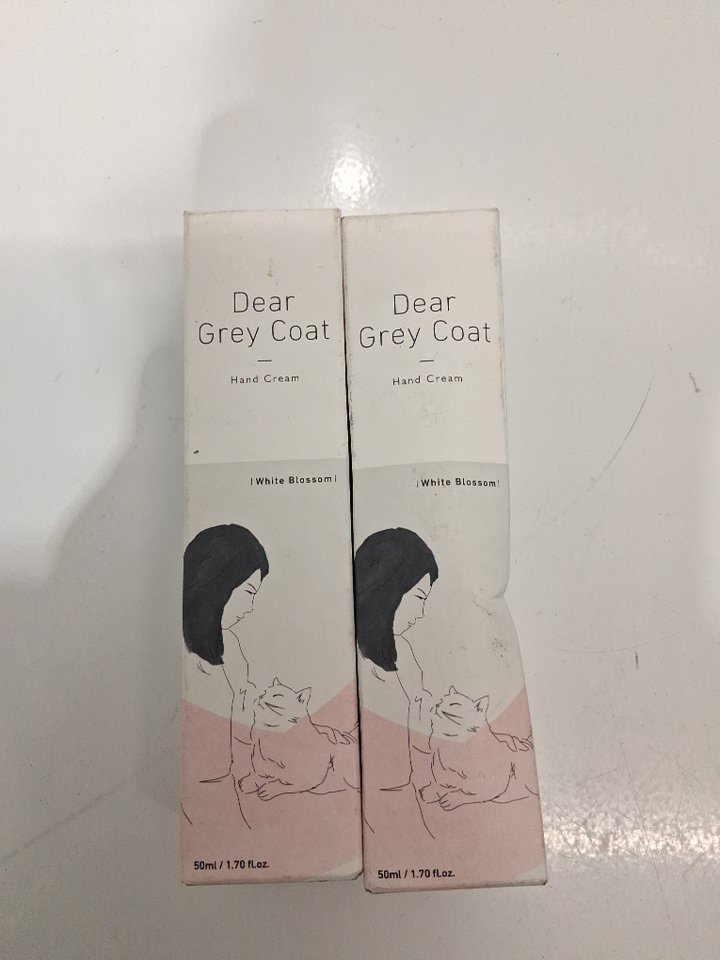 Dear
Grey Coat
Hand Cream
|White Blossom|
50ml / 1.70 fl.oz.
Dear
Grey Coat
Hand Cream
|White Blossom|
50ml / 1.70 fl.oz.